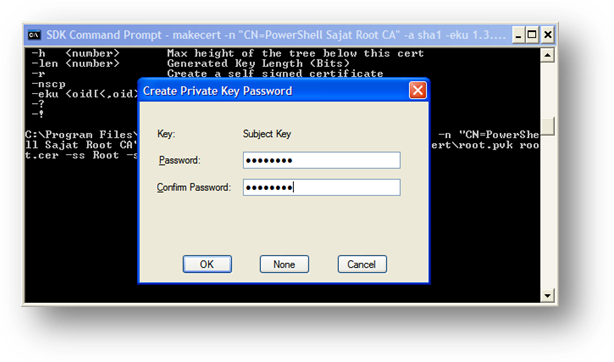 SDK Command Prompt - makecert -n "CN=PowerShell Sajat Root CA" -a sha1 -eku 1.3....
-h <number> Max height of the tree below this cert
-len <number> Generated Key Length (Bits)
-r Create a self signed certificate
-nscp
-eku <oid[<,oid>
-?
-!
C:\Program Files\ -n "CN=PowerShe
ll Sajat Root CA" ert\root.pvk roo
t.cer -ss Root -s
Create Private Key Password
Key: Subject Key
Password: ●●●●●●●●
Confirm Password: ●●●●●●●●
OK None Cancel